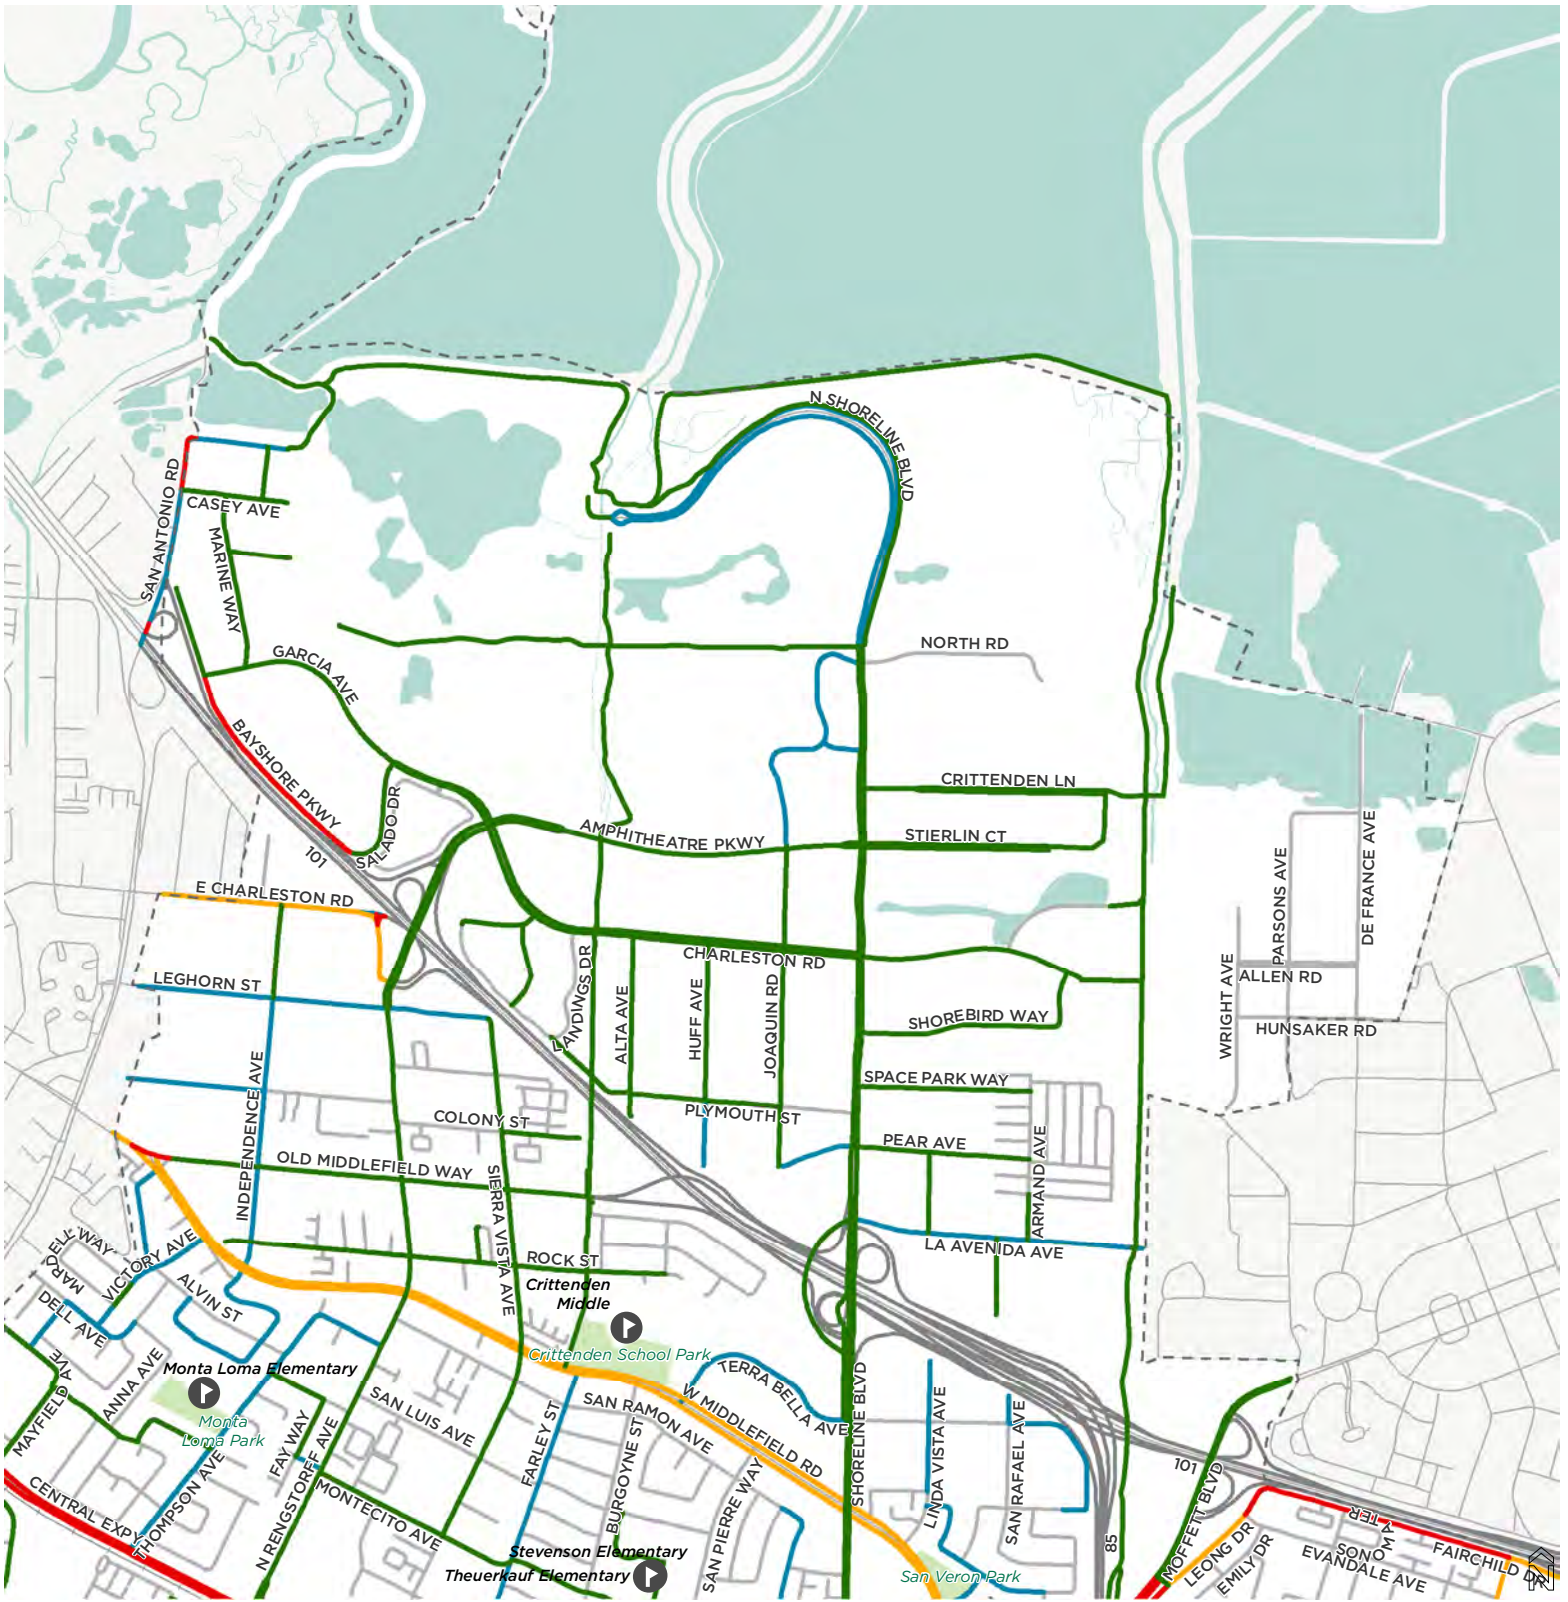 N SHORELINE BLVD
SAN ANTONIO RD
CASEY AVE
MARINE WAY
GARCIA AVE
NORTH RD
BAYSHORE PKWY
CRITTENDEN LN
SALADO DR
AMPHITHEATRE PKWY
STIERLIN CT
101
DE FRANCE AVE
PARSONS AVE
E CHARLESTON RD
CHARLESTON RD
LEGHORN ST
LANDINGS DR
ALTA AVE
HUFF AVE
JOAQUIN RD
WRIGHT AVE
ALLEN RD
SHOREBIRD WAY
HUNSAKER RD
SPACE PARK WAY
INDEPENDENCE AVE
COLONY ST
PLYMOUTH ST
PEAR AVE
ARMAND AVE
OLD MIDDLEFIELD WAY
SIERRA VISTA AVE
LA AVENIDA AVE
MARDELL WAY
VICTORY AVE
ROCK ST
Crittenden
Middle
ALVIN ST
DELL AVE
Crittenden School Park
Monta Loma Elementary
TERRA BELLA AVE
MAYFIELD AVE
ANNA AVE
Monta
Loma Park
SAN LUIS AVE
SAN RAMON AVE
W MIDDLEFIELD RD
SHORELINE BLVD
LINDA VISTA AVE
SAN RAFAEL AVE
FAY WAY
FARLEY ST
BURGOYNE ST
101
CENTRAL EXPY
THOMPSON AVE
N RENGSTORFF AVE
MONTECITO AVE
SAN PIERRE WAY
85
MOFFETT BLVD
LEONG DR
EMILY DR
EVANDALE AVE
FAIRCHILD DR
Stevenson Elementary
Theuerkauf Elementary
San Veron Park
N